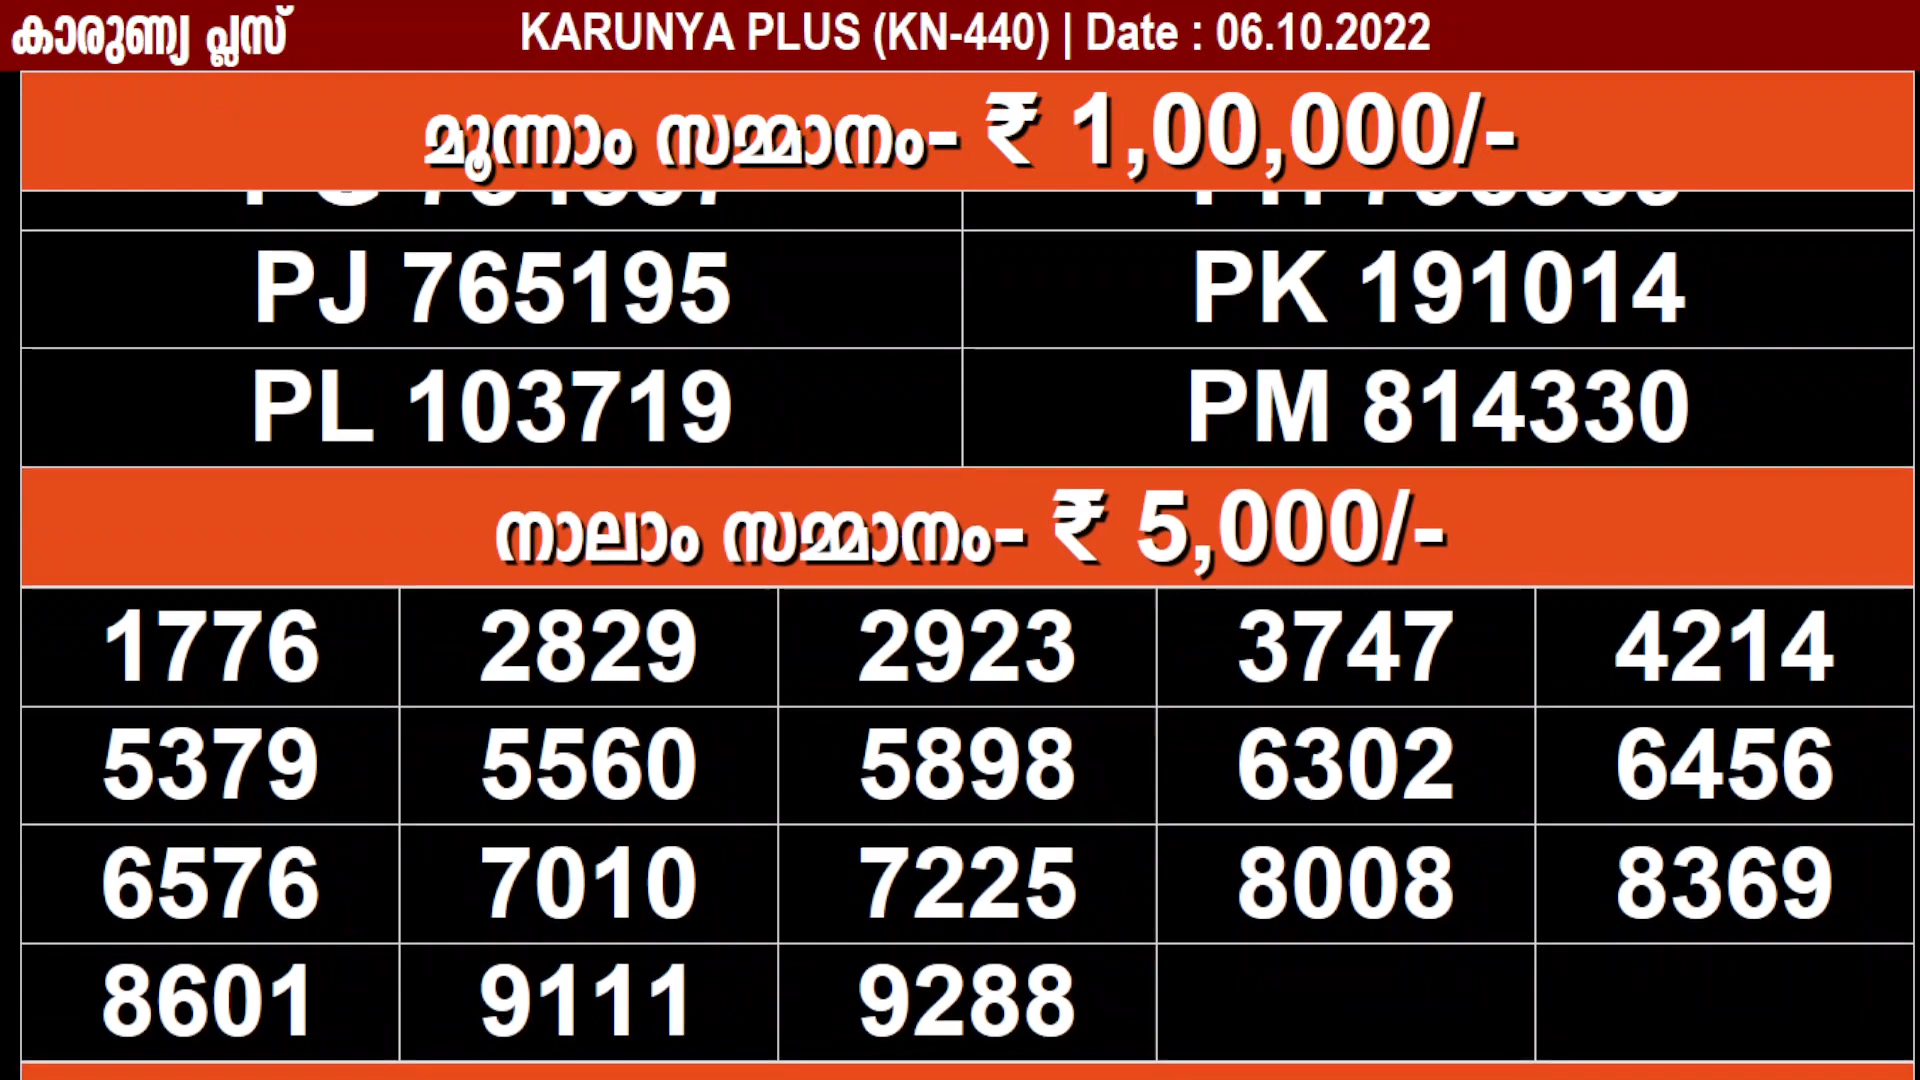 കാരുണ്യ പ്ലസ് KARUNYA PLUS (KN-440) | Date : 06.10.2022
മൂന്നാം സമ്മാനം- ₹ 1,00,000/-
PJ 765195 PK 191014
PL 103719 PM 814330
നാലാം സമ്മാനം- ₹ 5,000/-
1776 2829 2923 3747 4214
5379 5560 5898 6302 6456
6576 7010 7225 8008 8369
8601 9111 9288